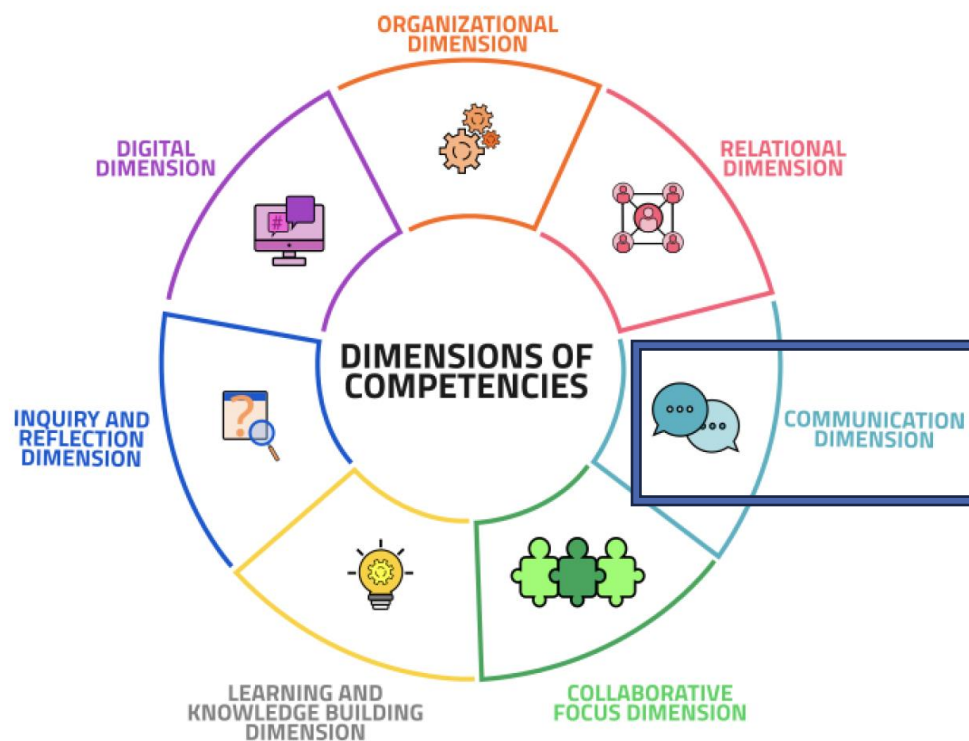 ORGANIZATIONAL
DIMENSION
DIGITAL
DIMENSION
RELATIONAL
DIMENSION
#
DIMENSIONS OF
COMPETENCIES
?
INQUIRY AND
REFLECTION
DIMENSION
COMMUNICATION
DIMENSION
LEARNING AND
KNOWLEDGE BUILDING
DIMENSION
COLLABORATIVE
FOCUS DIMENSION